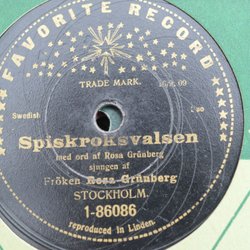 FAVORITE RECORD
TRADE MARK.
Swedish
Spiskroksvalsen
med ord af Rosa Grünberg
sjungen af
Fröken Rosa Grünberg
STOCKHOLM.
1-86086
reproduced in Linden.